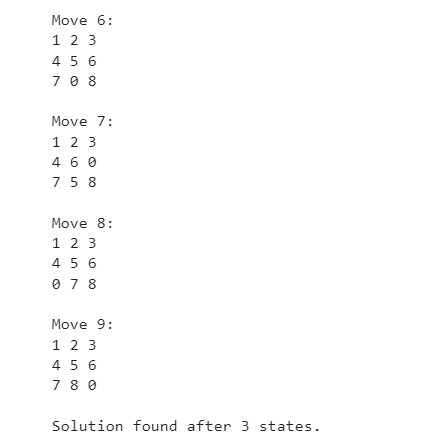 Move 6:
1 2 3
4 5 6
7 0 8
Move 7:
1 2 3
4 6 0
7 5 8
Move 8:
1 2 3
4 5 6
0 7 8
Move 9:
1 2 3
4 5 6
7 8 0
Solution found after 3 states.